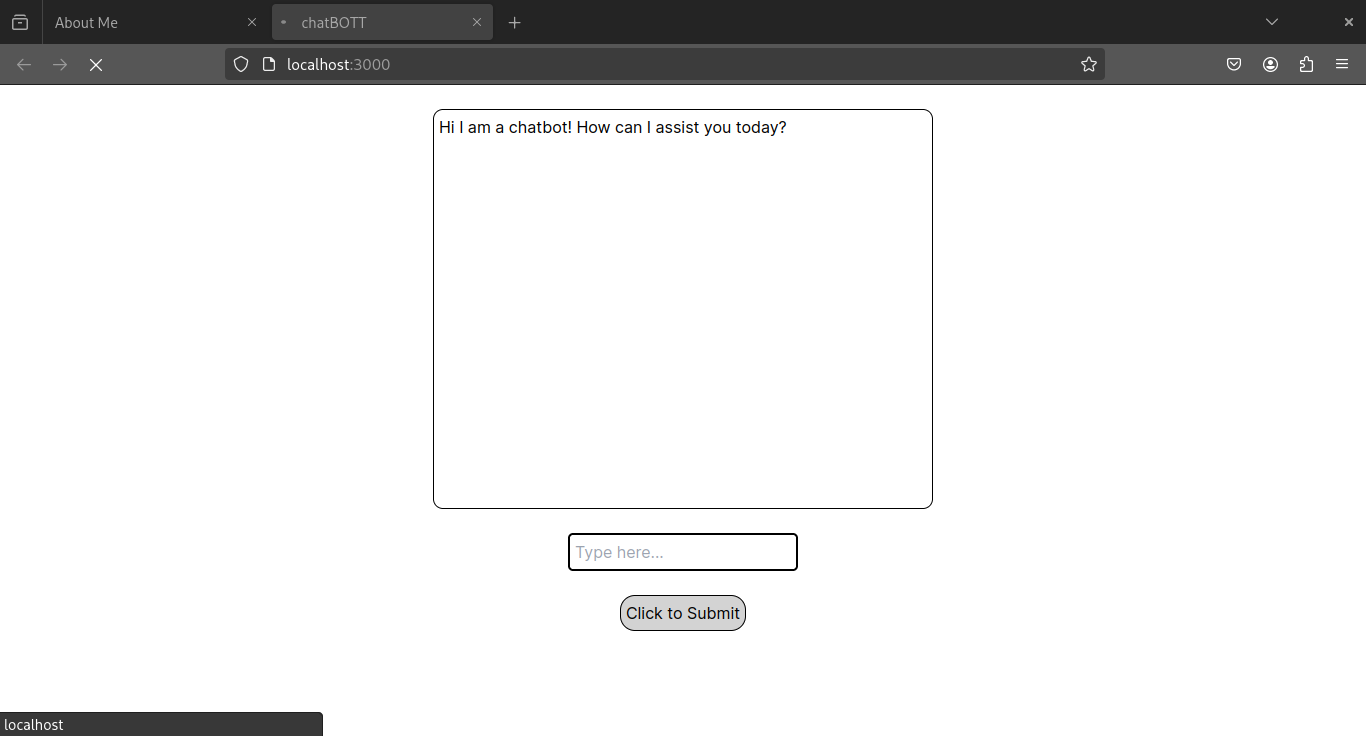 About Me
chatBOTT
localhost:3000
Hi I am a chatbot! How can I assist you today?
Type here...
Click to Submit
localhost